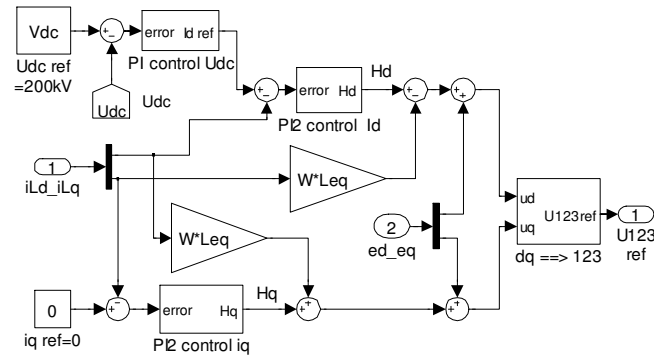 Vdc
Udc ref
=200kV
error
Id ref
PI control Udc
Udc
Udc
error
Hd
PI2 control Id
Hd
1
iLd_iLq
W*Leq
W*Leq
2
ed_eq
ud
uq
U123ref
dq ==> 123
1
U123
ref
0
iq ref=0
error
Hq
PI2 control iq
Hq